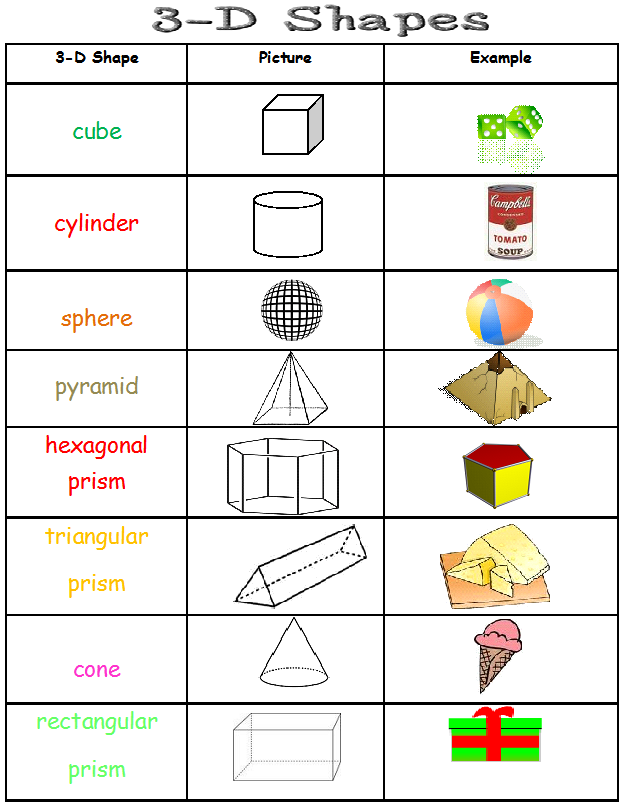 3-D Shapes
3-D Shape Picture Example
cube
cylinder
Campbell's
CONDENSED
TOMATO
SOUP
sphere
pyramid
hexagonal
prism
triangular
prism
cone
rectangular
prism